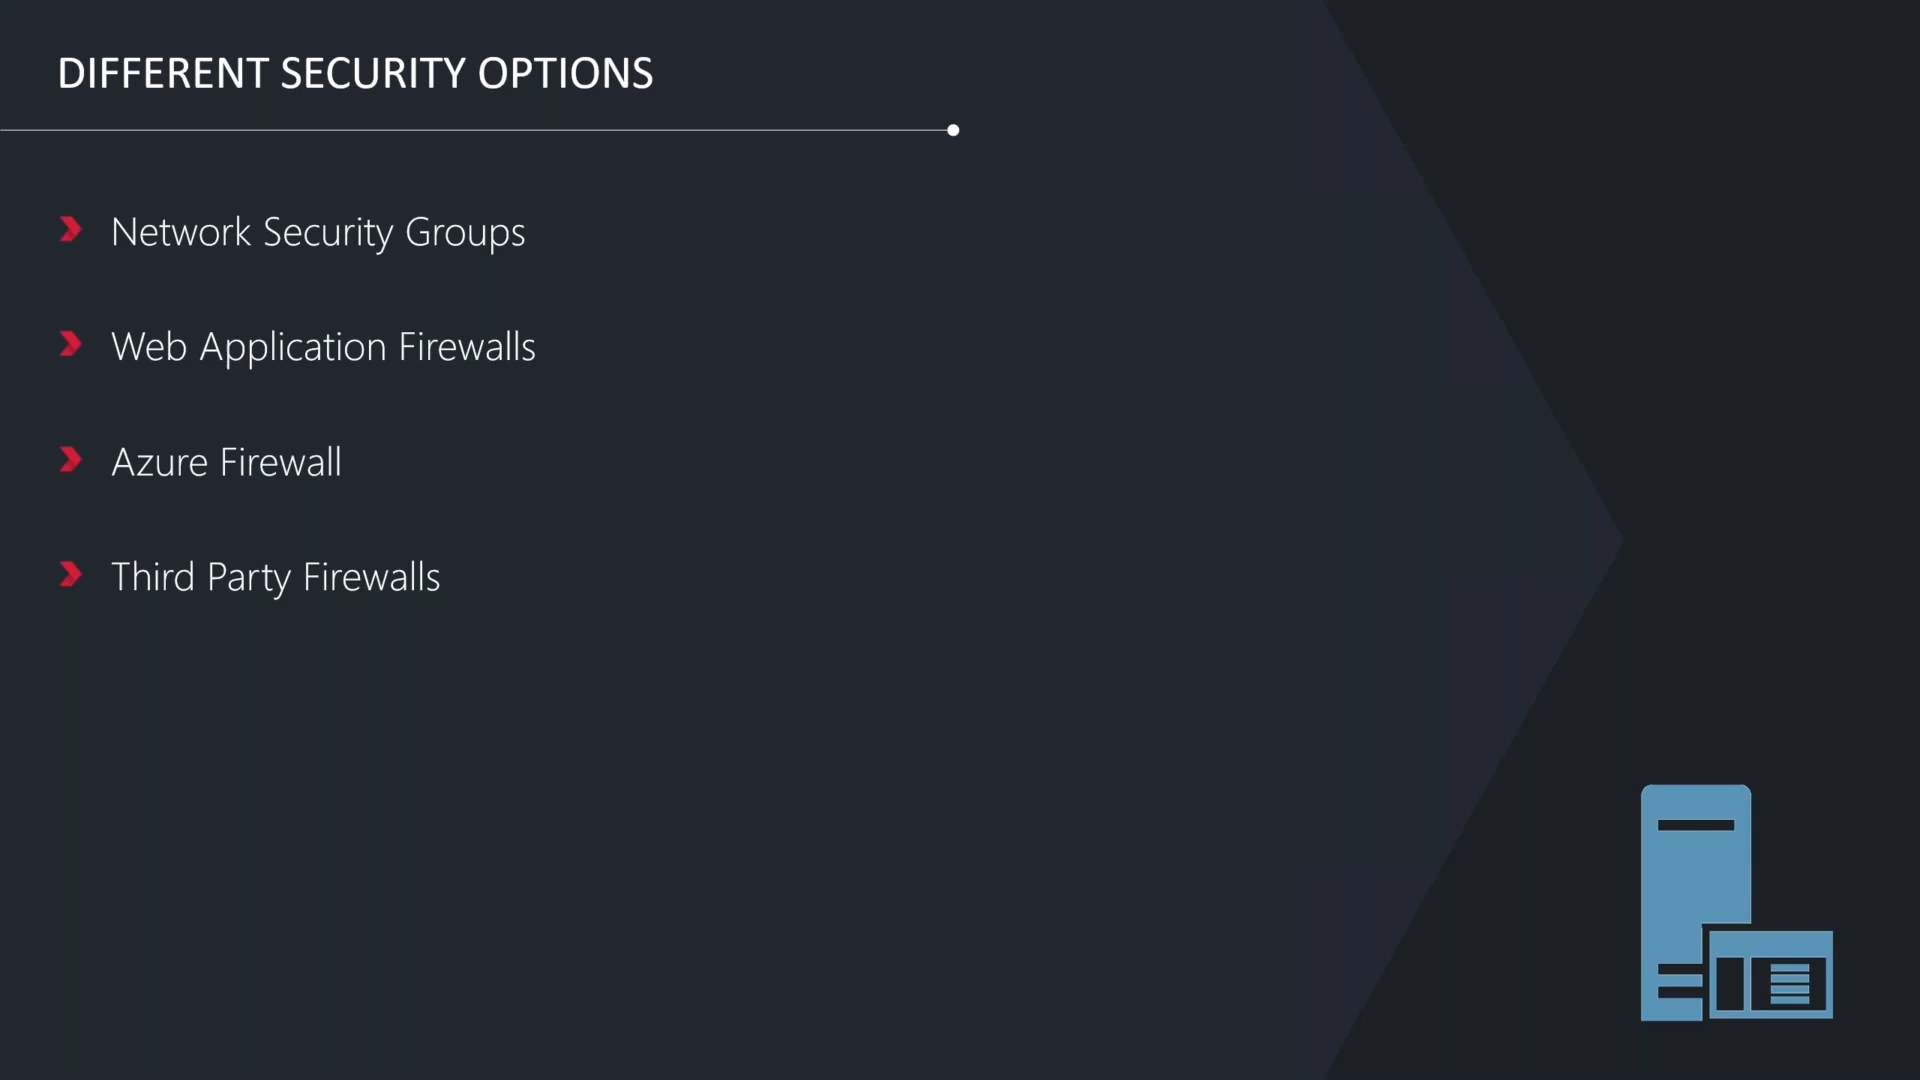 DIFFERENT SECURITY OPTIONS
Network Security Groups
Web Application Firewalls
Azure Firewall
Third Party Firewalls